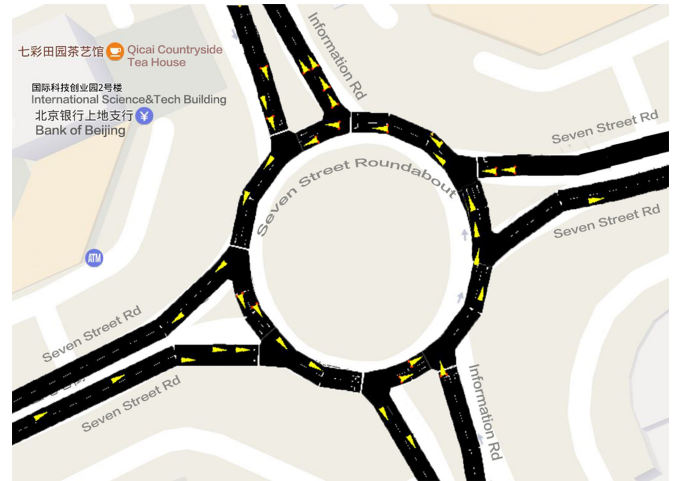 七彩田园茶艺馆
Qicai Countryside
Tea House
国际科技创业园2号楼
International Science&Tech Building
北京银行上地支行
¥
Bank of Beijing
Information Rd
Seven Street Rd
Seven Street Roundabout
Seven Street Rd
ATM
Seven Street Rd
Seven Street Rd
Information Rd